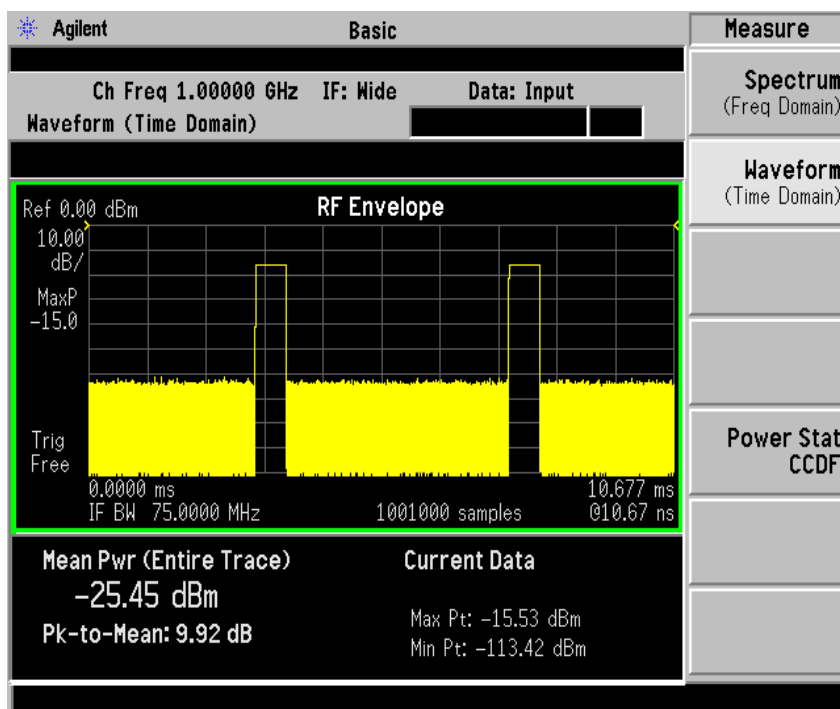 Agilent Basic Measure
Ch Freq 1.00000 GHz IF: Wide Data: Input
Waveform (Time Domain)
Spectrum
(Freq Domain)
Waveform
(Time Domain)
Ref 0.00 dBm RF Envelope
10.00
dB/
MaxP
-15.0
Trig
Free
0.0000 ms 10.677 ms
IF BW 75.0000 MHz 1001000 samples @10.67 ns
Power Stat
CCDF
Mean Pwr (Entire Trace) Current Data
-25.45 dBm
Max Pt: -15.53 dBm
Pk-to-Mean: 9.92 dB
Min Pt: -113.42 dBm